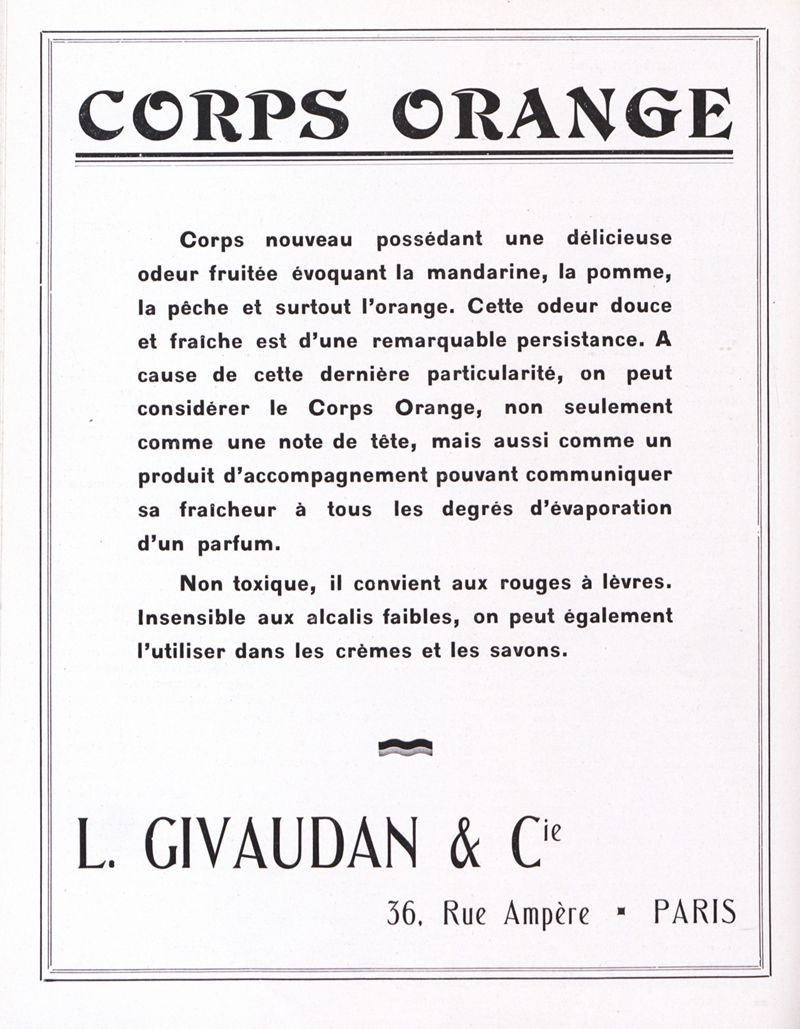 CORPS ORANGE
Corps nouveau possédant une délicieuse
odeur fruitée évoquant la mandarine, la pomme,
la pêche et surtout l'orange. Cette odeur douce
et fraîche est d'une remarquable persistance. A
cause de cette dernière particularité, on peut
considérer le Corps Orange, non seulement
comme une note de tête, mais aussi comme un
produit d'accompagnement pouvant communiquer
sa fraîcheur à tous les degrés d'évaporation
d'un parfum.
Non toxique, il convient aux rouges à lèvres.
Insensible aux alcalis faibles, on peut également
l'utiliser dans les crèmes et les savons.
L. GIVAUDAN & Cie
36, Rue Ampère ▪ PARIS